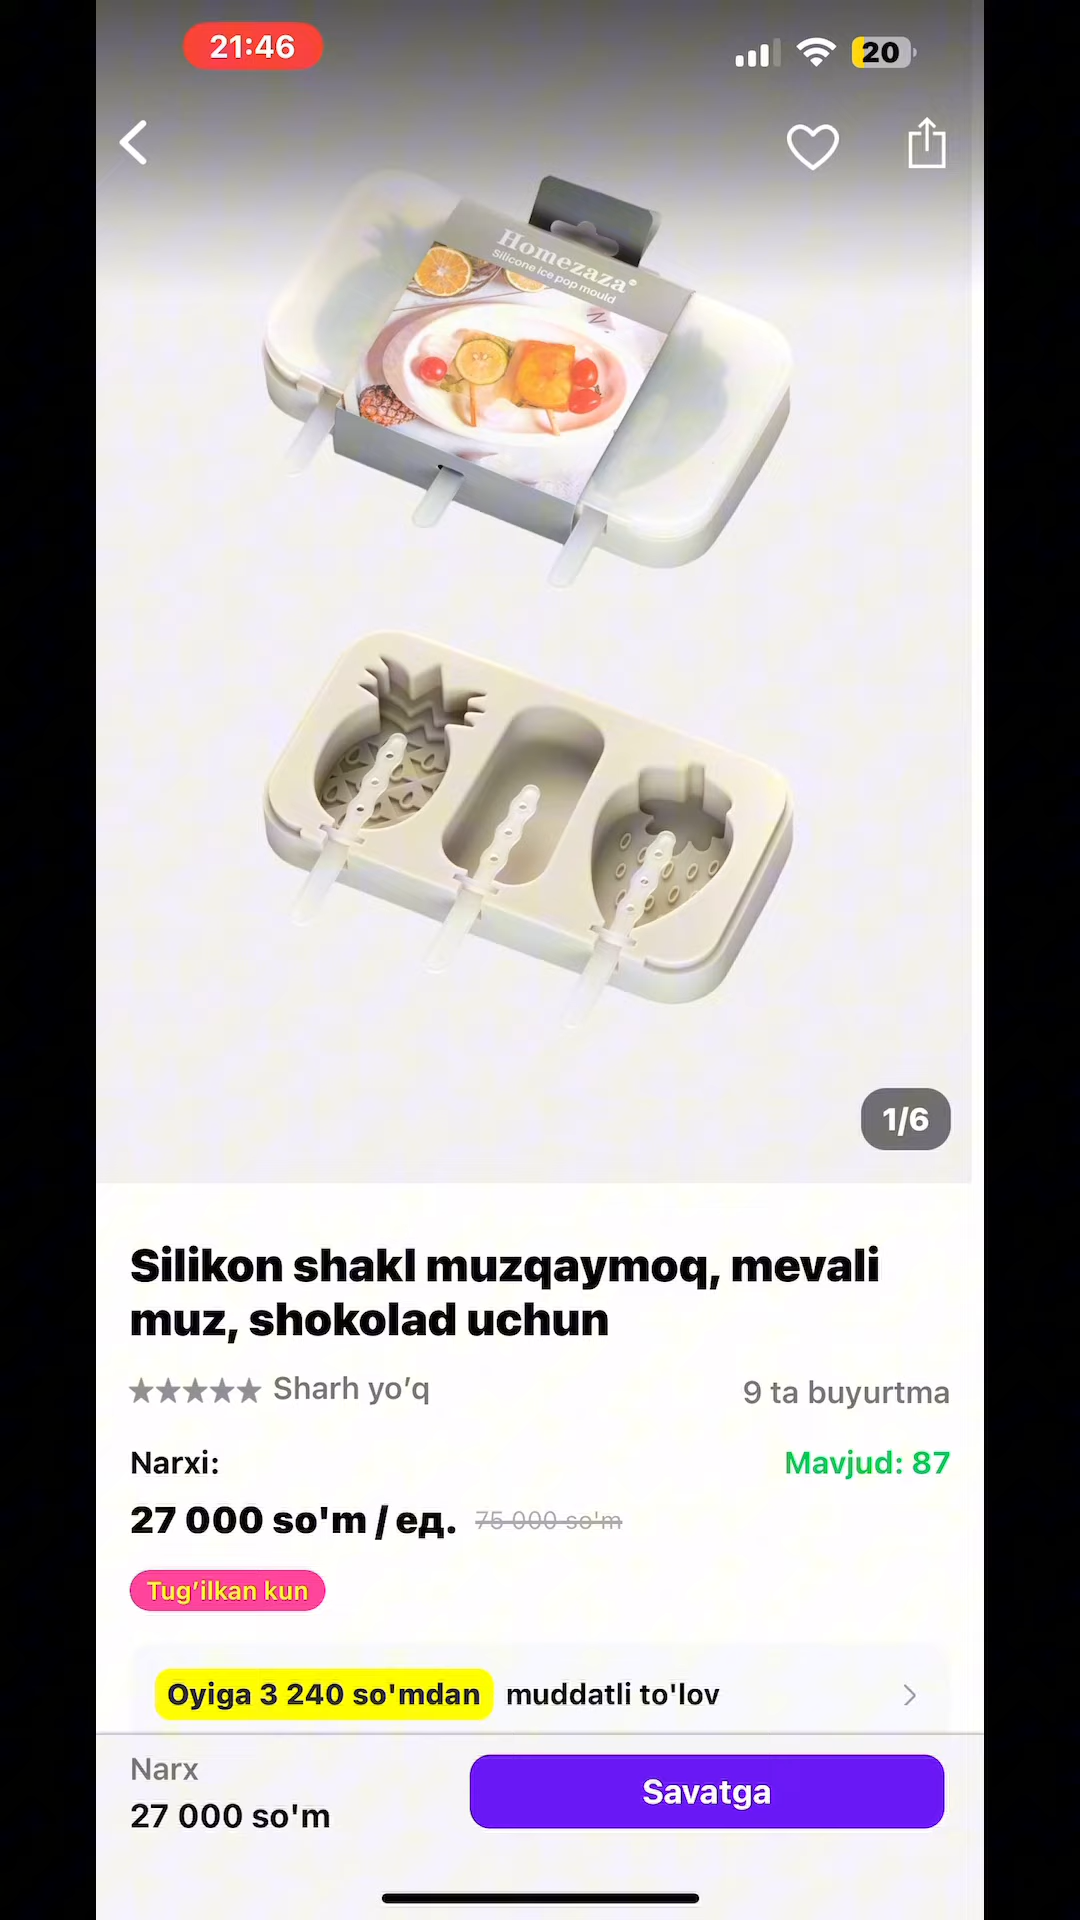 21:46
20
Homezaza®
Silicone ice pop mould
1/6
Silikon shakl muzqaymoq, mevali
muz, shokolad uchun
Sharh yo‘q
9 ta buyurtma
Narxi:
Mavjud: 87
27 000 so'm / ед. 75 000 so'm
Tug‘ilkan kun
Oyiga 3 240 so'mdan muddatli to'lov
Narx
27 000 so'm
Savatga